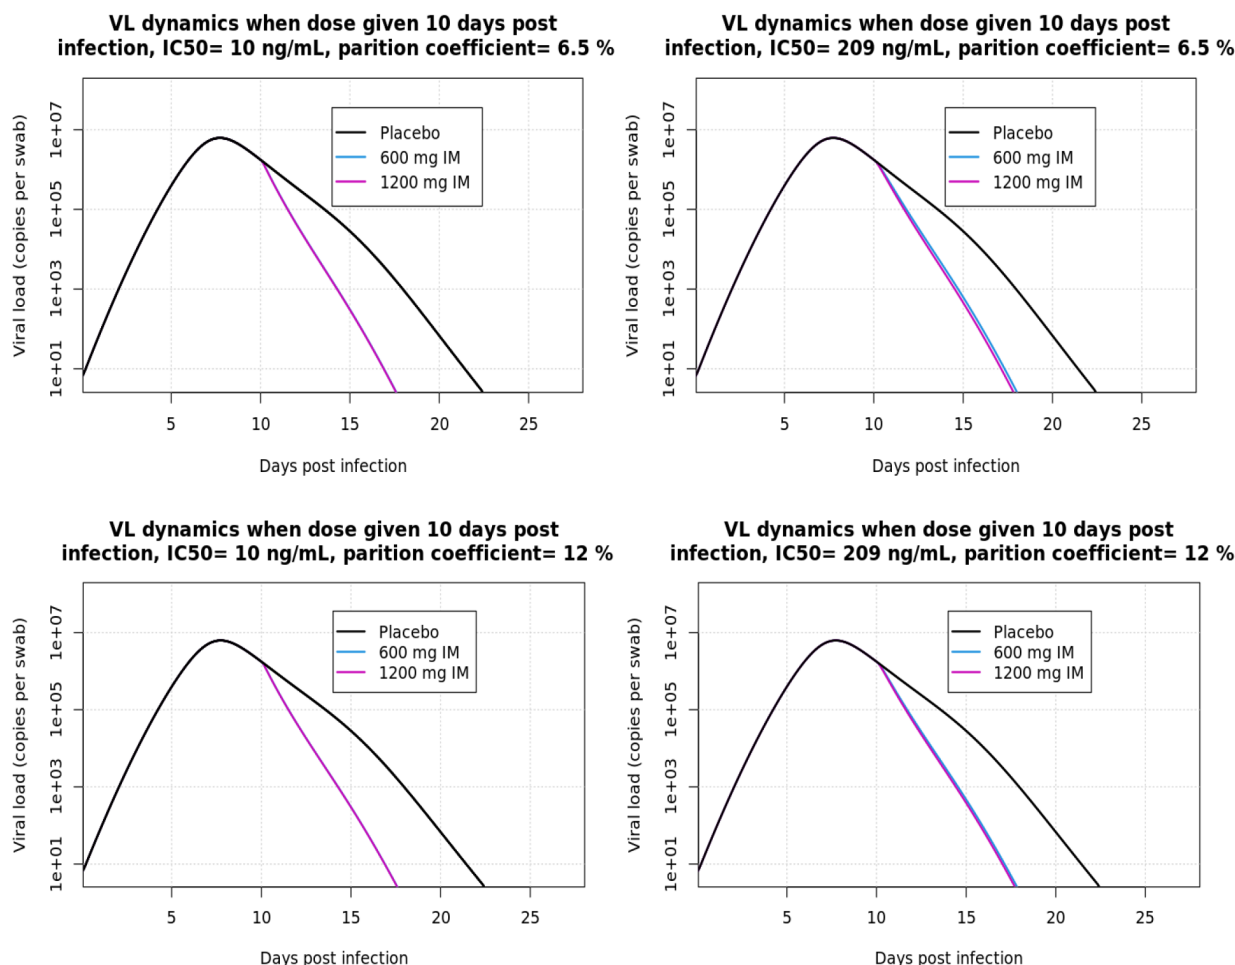 VL dynamics when dose given 10 days post
infection, IC50= 10 ng/mL, parition coefficient= 6.5 %
Viral load (copies per swab)
1e+07
1e+05
1e+03
1e+01
Placebo
600 mg IM
1200 mg IM
5 10 15 20 25
Days post infection
VL dynamics when dose given 10 days post
infection, IC50= 209 ng/mL, parition coefficient= 6.5 %
Viral load (copies per swab)
1e+07
1e+05
1e+03
1e+01
Placebo
600 mg IM
1200 mg IM
5 10 15 20 25
Days post infection
VL dynamics when dose given 10 days post
infection, IC50= 10 ng/mL, parition coefficient= 12 %
Viral load (copies per swab)
1e+07
1e+05
1e+03
1e+01
Placebo
600 mg IM
1200 mg IM
5 10 15 20 25
Days post infection
VL dynamics when dose given 10 days post
infection, IC50= 209 ng/mL, parition coefficient= 12 %
Viral load (copies per swab)
1e+07
1e+05
1e+03
1e+01
Placebo
600 mg IM
1200 mg IM
5 10 15 20 25
Days post infection